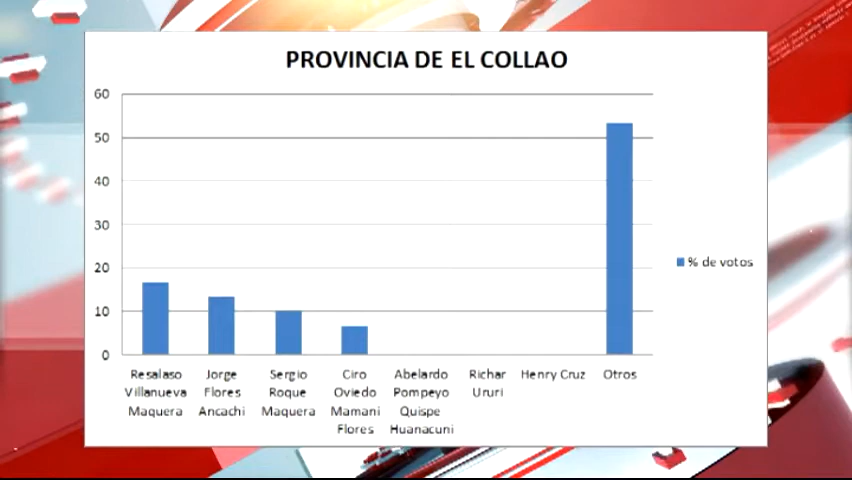 PROVINCIA DE EL COLLAO
60
50
40
30
20
10
0
Resalaso Villanueva Maquera
Jorge Flores Ancachi
Sergio Roque Maquera
Ciro Oviedo Mamani Flores
Abelardo Pompeyo Quispe Huanacuni
Richar Ururi
Henry Cruz
Otros
% de votos